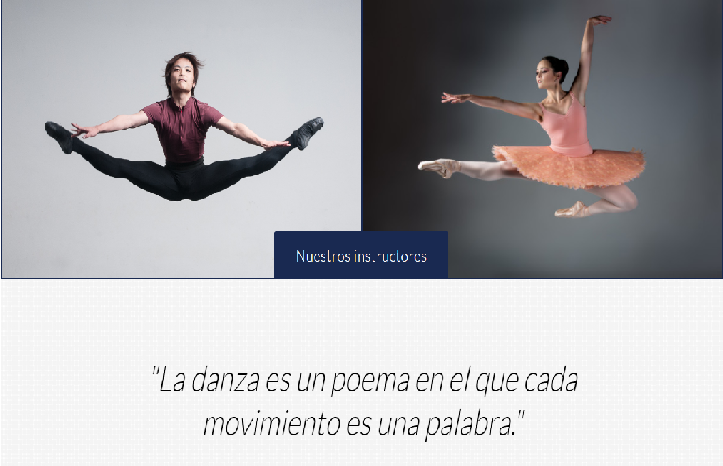 Nuestros instructores
"La danza es un poema en el que cada
movimiento es una palabra."